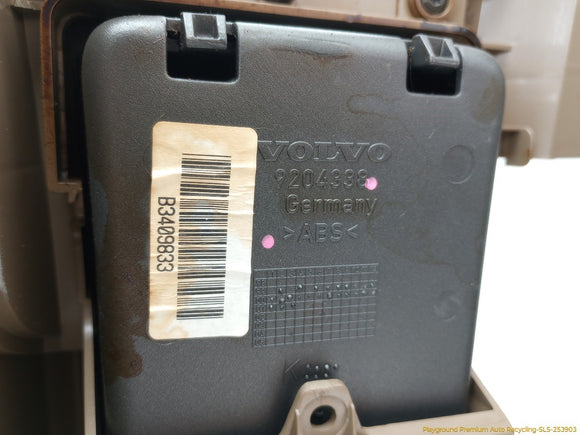 VOLVO
9204338
Germany
>ABS<
B3409833
K
Playground Premium Auto Recycling-SLS-253903